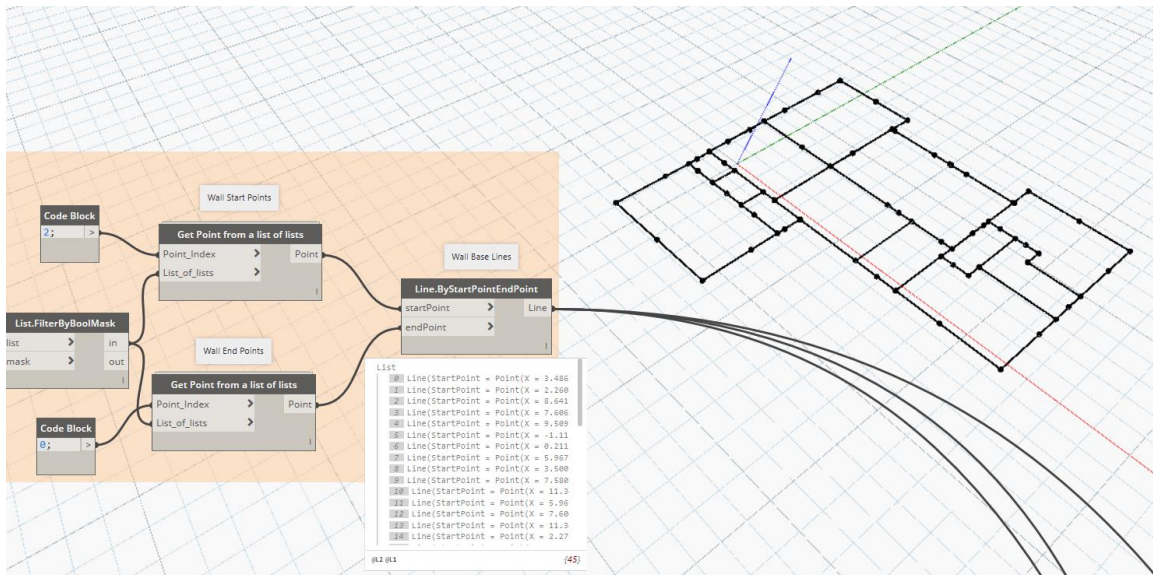 Wall Start Points
Code Block
2; >
Get Point from a list of lists
Point_Index > Point
List_of_lists >
Wall Base Lines
Line.ByStartPointEndPoint
startPoint > Line
endPoint >
List.FilterByBoolMask
list > in
mask > out
Wall End Points
Get Point from a list of lists
Point_Index > Point
List_of_lists >
Code Block
0; >
List
0 Line(StartPoint = Point(X = 3.486
1 Line(StartPoint = Point(X = 2.260
2 Line(StartPoint = Point(X = 8.641
3 Line(StartPoint = Point(X = 7.606
4 Line(StartPoint = Point(X = 9.509
5 Line(StartPoint = Point(X = -1.11
6 Line(StartPoint = Point(X = 0.211
7 Line(StartPoint = Point(X = 5.967
8 Line(StartPoint = Point(X = 3.500
9 Line(StartPoint = Point(X = 7.580
10 Line(StartPoint = Point(X = 11.3
11 Line(StartPoint = Point(X = 5.96
12 Line(StartPoint = Point(X = 7.60
13 Line(StartPoint = Point(X = 11.3
14 Line(StartPoint = Point(X = 2.27
@L2 @L1 {45}